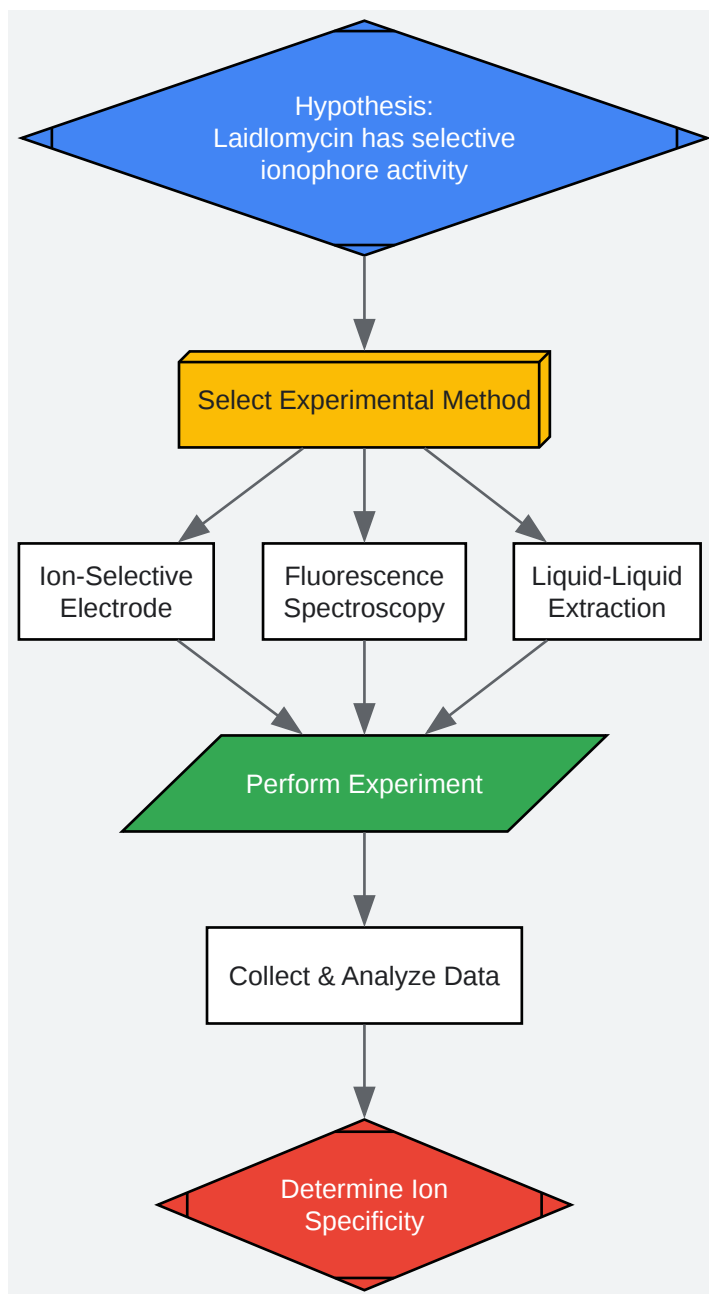 Hypothesis:
Laidlomycin has selective
ionophore activity
Select Experimental Method
Ion-Selective
Electrode
Fluorescence
Spectroscopy
Liquid-Liquid
Extraction
Perform Experiment
Collect & Analyze Data
Determine Ion
Specificity